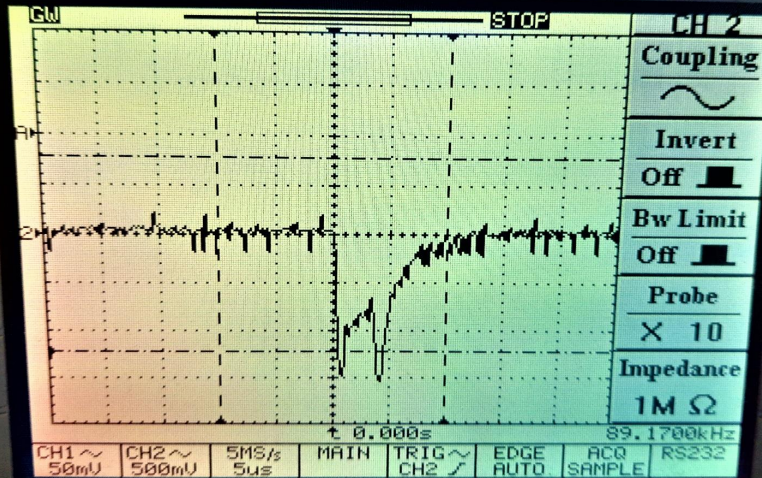 GW STOP CH 2
Coupling
Invert
Off
Bw Limit
Off
Probe
X 10
Impedance
1M Ω
A
2
t 0.000s 89.1700kHz
CH1 CH2 5MS/s MAIN TRIG EDGE ACQ RS232
50mV 500mV 5us CH2 AUTO SAMPLE